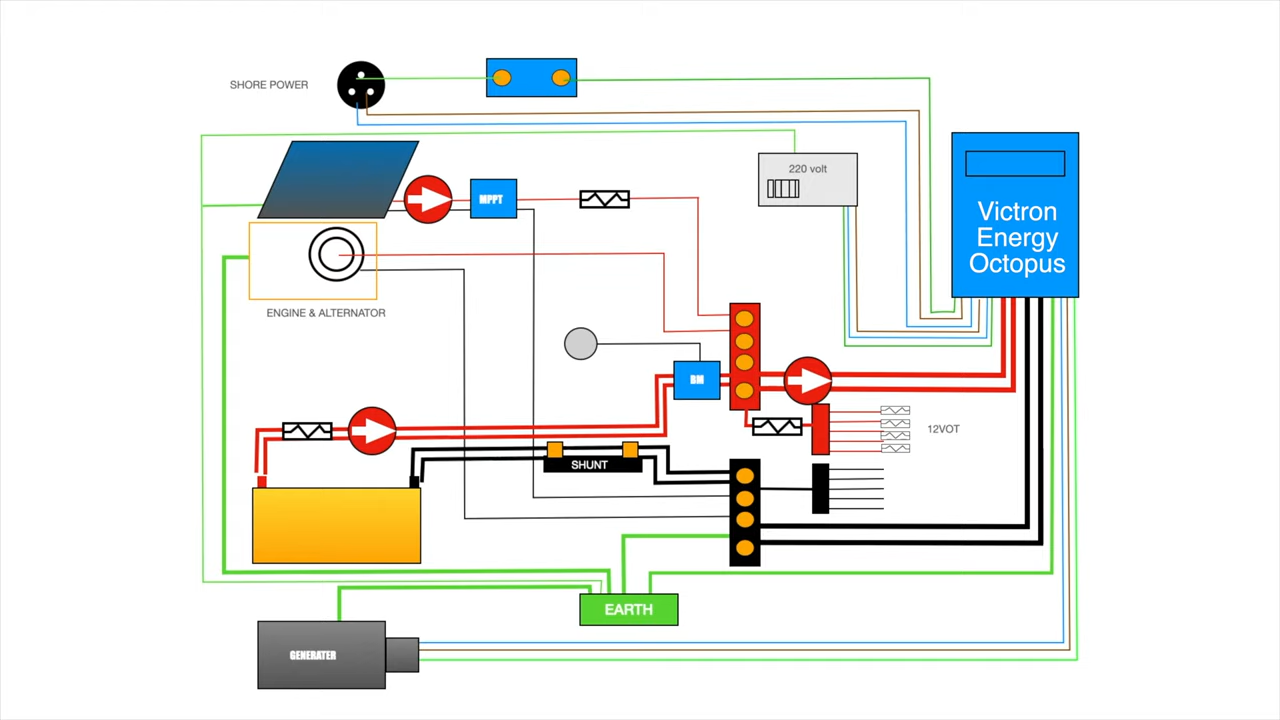 SHORE POWER
220 volt
MPPT
Victron
Energy
Octopus
ENGINE & ALTERNATOR
BM
12VOT
SHUNT
EARTH
GENERATER